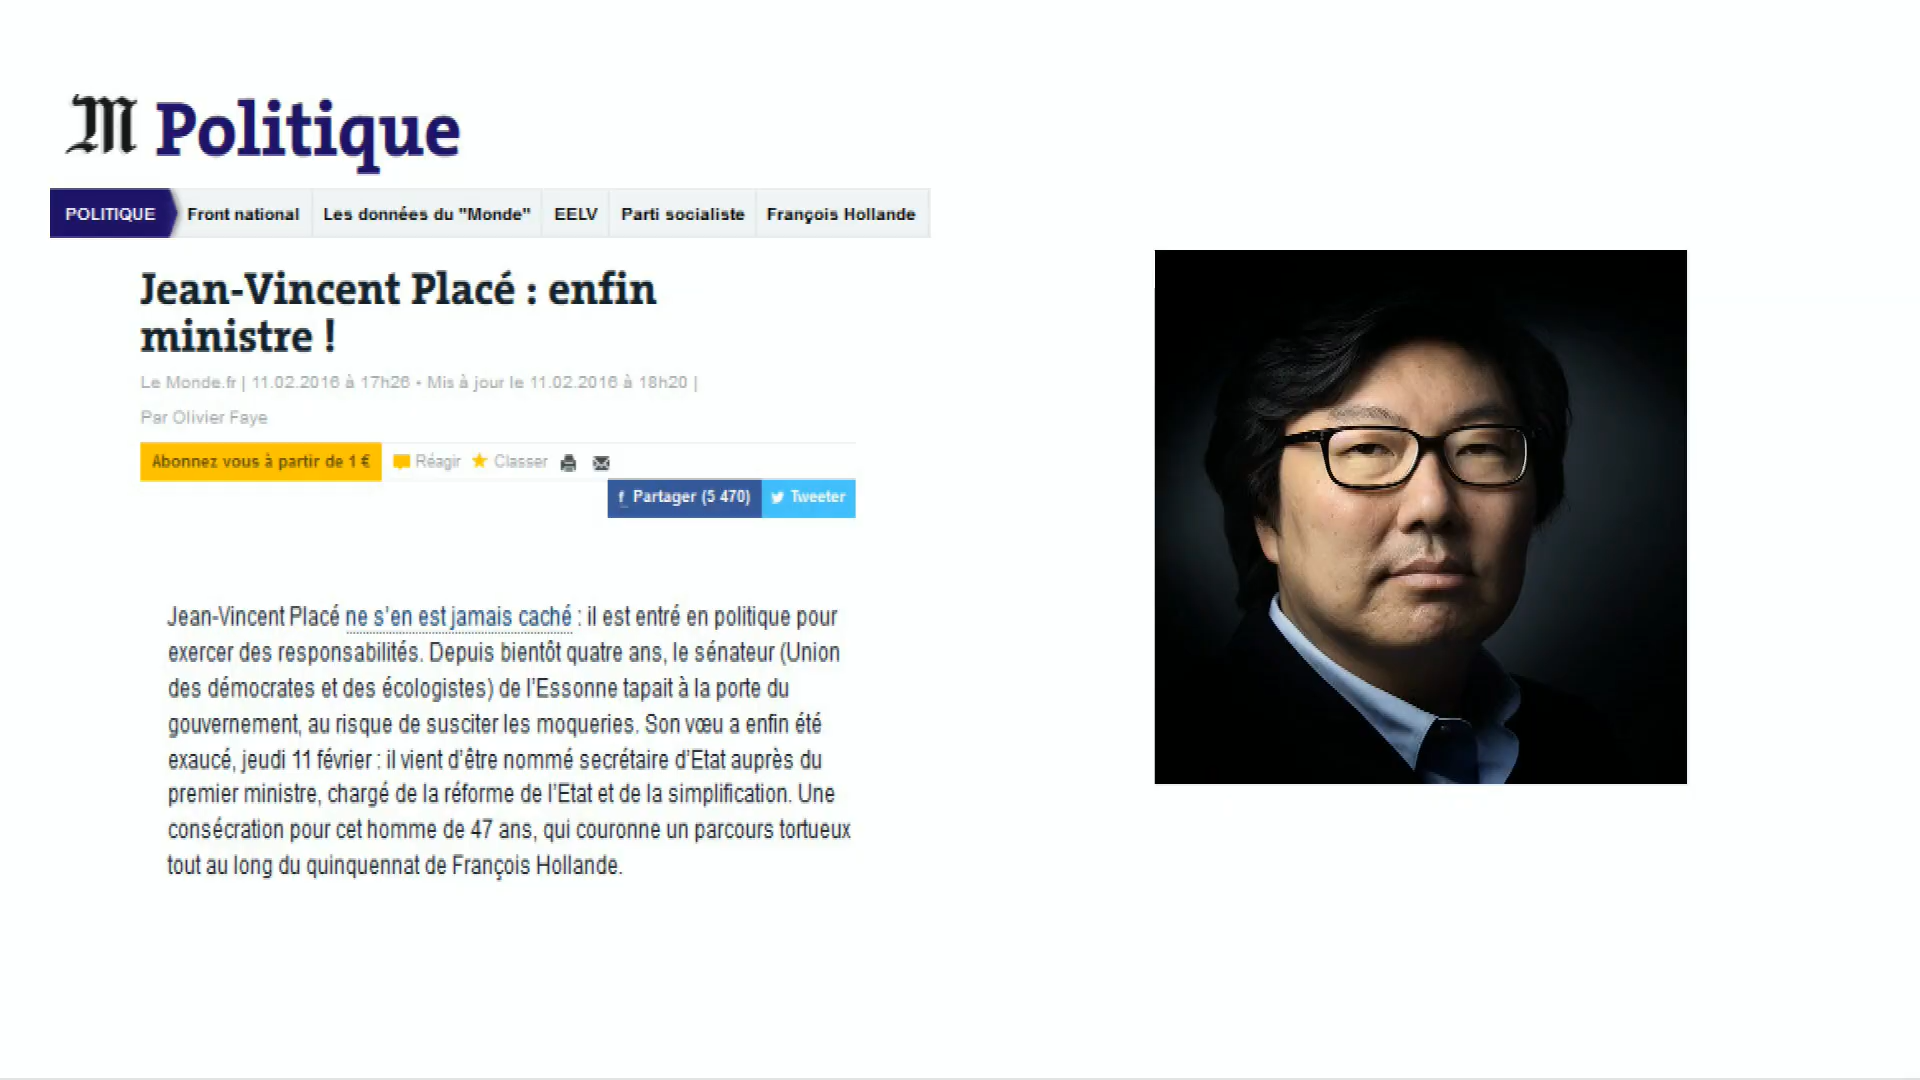 M Politique
POLITIQUE Front national Les données du "Monde" EELV Parti socialiste François Hollande
Jean-Vincent Placé : enfin
ministre !
Le Monde.fr | 11.02.2016 à 17h26 • Mis à jour le 11.02.2016 à 18h20 |
Par Olivier Faye
Abonnez vous à partir de 1 € Réagir Classer
f Partager (5 470) Tweeter
Jean-Vincent Placé ne s'en est jamais caché : il est entré en politique pour
exercer des responsabilités. Depuis bientôt quatre ans, le sénateur (Union
des démocrates et des écologistes) de l'Essonne tapait à la porte du
gouvernement, au risque de susciter les moqueries. Son vœu a enfin été
exaucé, jeudi 11 février : il vient d'être nommé secrétaire d'Etat auprès du
premier ministre, chargé de la réforme de l'Etat et de la simplification. Une
consécration pour cet homme de 47 ans, qui couronne un parcours tortueux
tout au long du quinquennat de François Hollande.